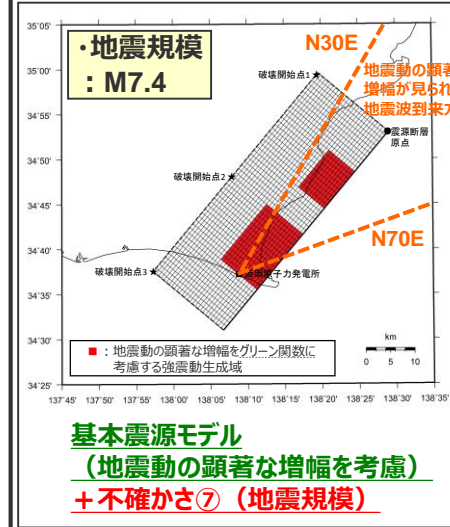 ・地震規模
: M7.4
N30E
地震動の顕著
増幅が見られ
地震波到来方
N70E
破壊開始点1
震源断層
原点
破壊開始点2
破壊開始点3
原子力発電所
■:地震動の顕著な増幅をグリーン関数に
考慮する強震動生成域
km
0 5 10
35˚05'
35˚00'
34˚55'
34˚50'
34˚45'
34˚40'
34˚35'
34˚30'
34˚25'
137˚45' 137˚50' 137˚55' 138˚00' 138˚05' 138˚10' 138˚15' 138˚20' 138˚25' 138˚30' 138˚35'
基本震源モデル
(地震動の顕著な増幅を考慮)
+不確かさ⑦(地震規模)